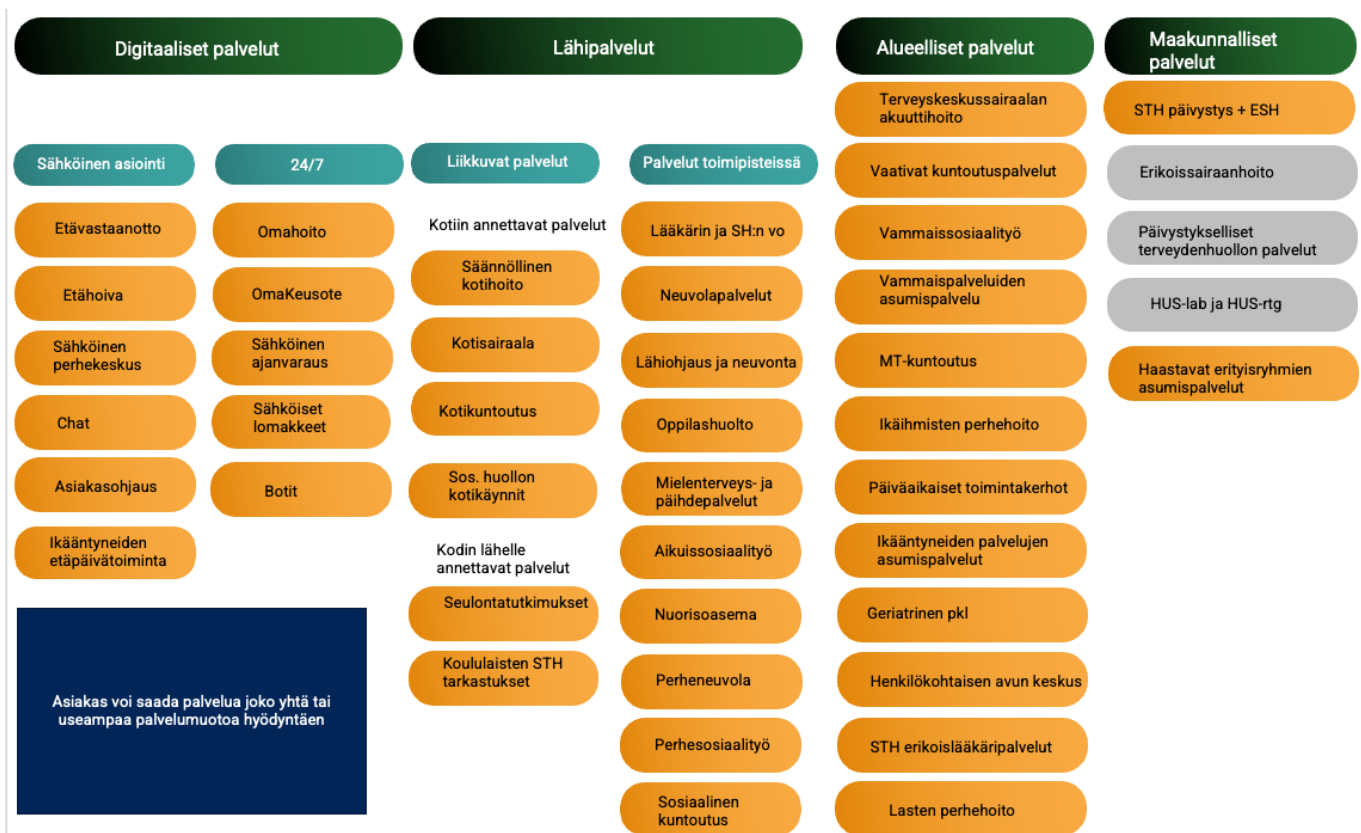 Digitaaliset palvelut
Sähköinen asiointi
Etävastaanotto
Etähoiva
Sähköinen
perhekeskus
Chat
Asiakasohjaus
Ikääntyneiden
etäpäivätoiminta
24/7
Omahoito
OmaKeusote
Sähköinen
ajanvaraus
Sähköiset
lomakkeet
Botit
Asiakas voi saada palvelua joko yhtä tai
useampaa palvelumuotoa hyödyntäen
Lähipalvelut
Liikkuvat palvelut
Kotiin annettavat palvelut
Säännöllinen
kotihoito
Kotisairaala
Kotikuntoutus
Sos. huollon
kotikäynnit
Kodin lähelle
annettavat palvelut
Seulontatutkimukset
Koululaisten STH
tarkastukset
Palvelut toimipisteissä
Lääkärin ja SH:n vo
Neuvolapalvelut
Lähiohjaus ja neuvonta
Oppilashuolto
Mielenterveys- ja
päihdepalvelut
Aikuissosiaalityö
Nuorisoasema
Perheneuvola
Perhesosiaalityö
Sosiaalinen
kuntoutus
Alueelliset palvelut
Terveyskeskussairaalan
akuuttihoito
Vaativat kuntoutuspalvelut
Vammaissosiaalityö
Vammaispalveluiden
asumispalvelu
MT-kuntoutus
Ikäihmisten perhehoito
Päiväaikaiset toimintakerhot
Ikääntyneiden palvelujen
asumispalvelut
Geriatrinen pkl
Henkilökohtaisen avun keskus
STH erikoislääkäripalvelut
Lasten perhehoito
Maakunnalliset
palvelut
STH päivystys + ESH
Erikoissairaanhoito
Päivystykselliset
terveydenhuollon palvelut
HUS-lab ja HUS-rtg
Haastavat erityisryhmien
asumispalvelut